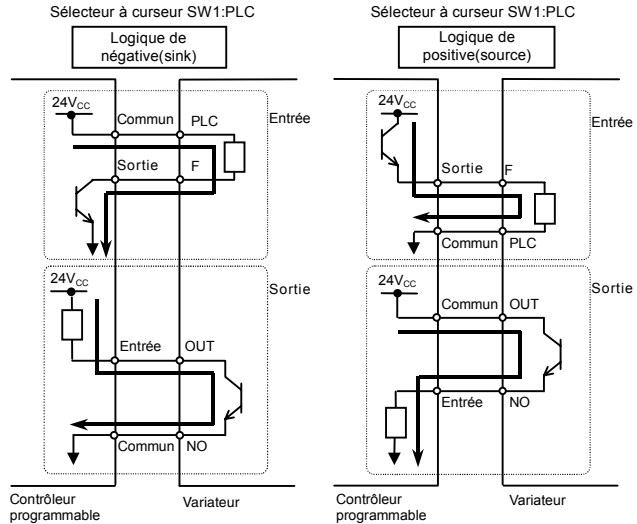 Sélecteur à curseur SW1:PLC
Logique de
négative(sink)
24VCC
Commun
PLC
Entrée
Sortie
F
24VCC
Sortie
Entrée
OUT
Commun
NO
Contrôleur
programmable
Variateur
Sélecteur à curseur SW1:PLC
Logique de
positive(source)
24VCC
Entrée
Sortie
F
Commun
PLC
24VCC
Sortie
Commun
OUT
Entrée
NO
Contrôleur
programmable
Variateur